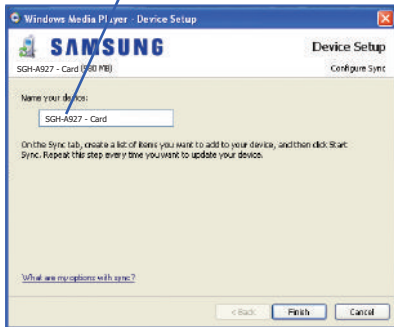 Windows Media Player - Device Setup
SAMSUNG
Device Setup
SGH-A927 - Card (980 MB)
Configure Sync
Name your device:
SGH-A927 - Card
On the Sync tab, create a list of items you want to add to your device, and then click Start
Sync. Repeat this step every time you want to update your device.
What are my options with sync?
< Back
Finish
Cancel